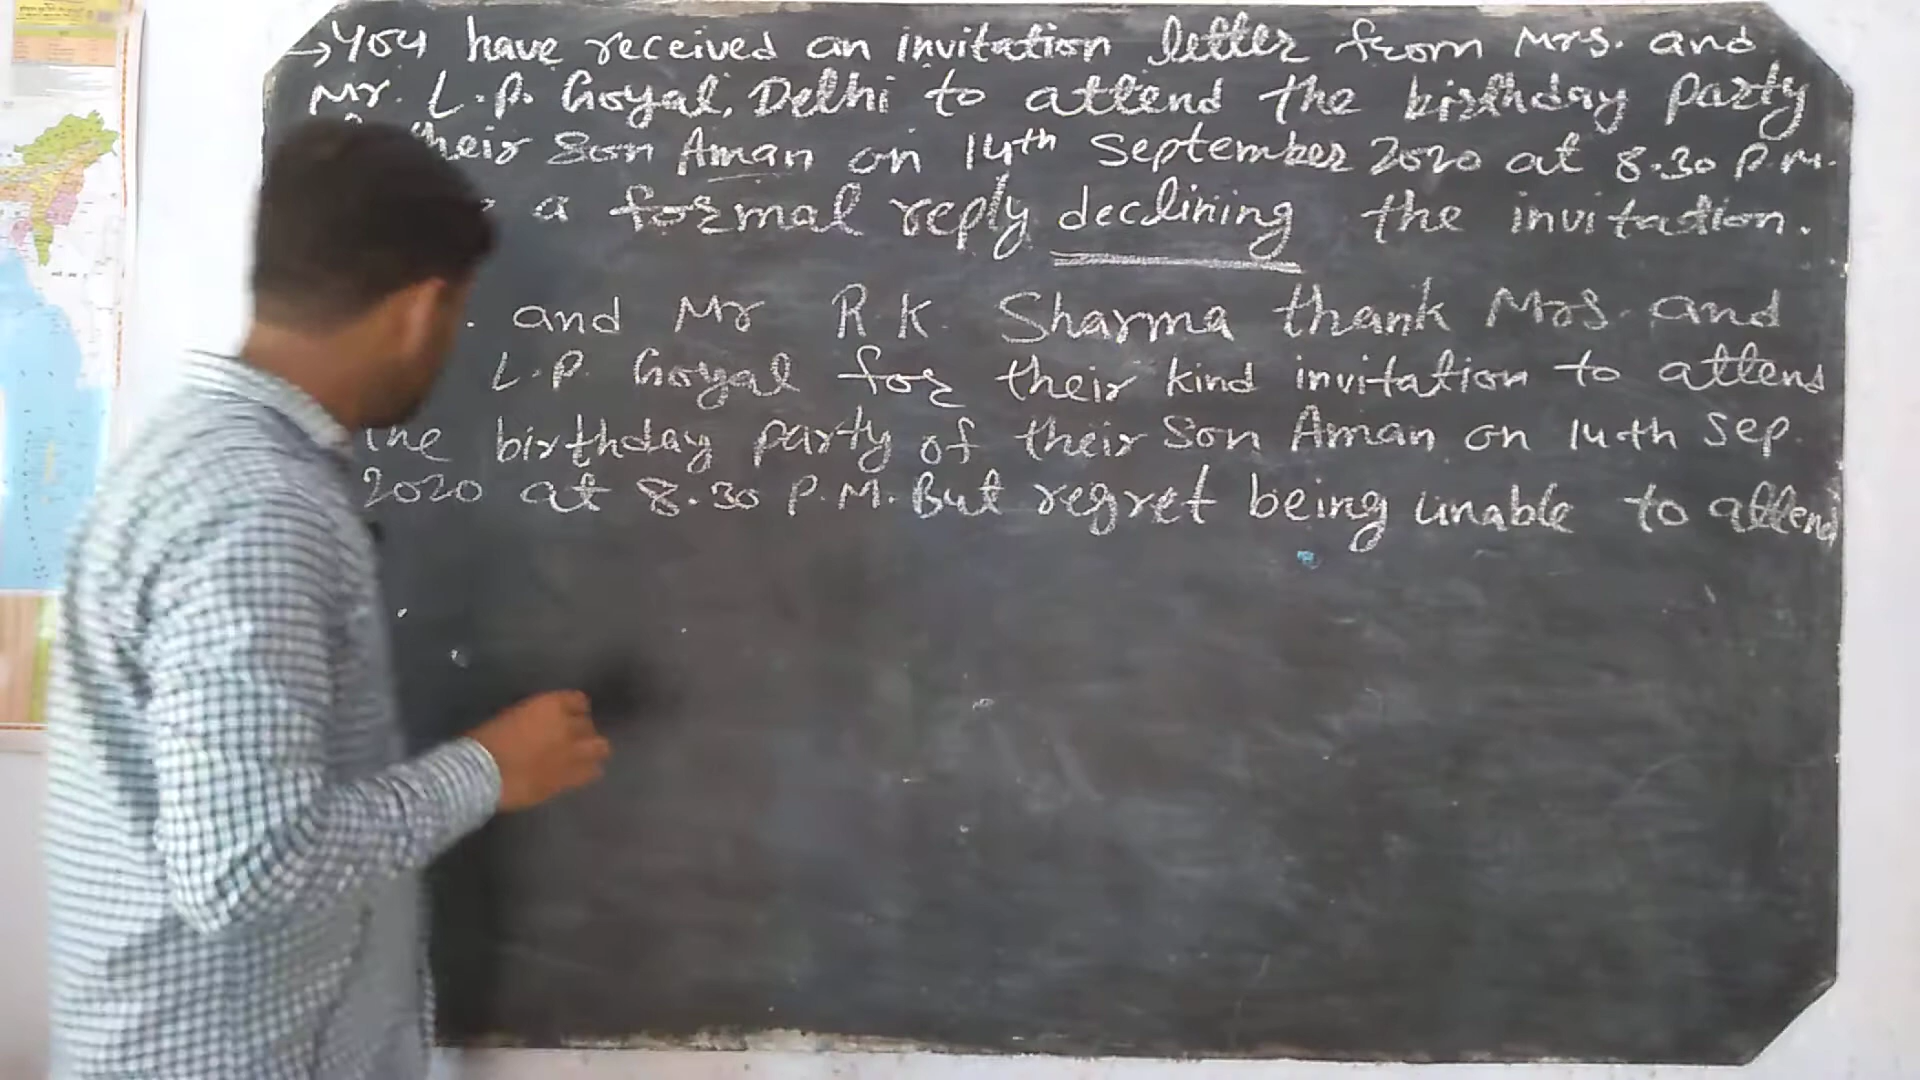 → You have received an invitation letter from Mrs. and
Mr. L.P. Goyal, Delhi to attend the birthday party
their Son Aman on 14th September 2020 at 8.30 P.M.
a formal reply declining the invitation.
and Mr R.K. Sharma thank Mrs. and
L.P. Goyal for their kind invitation to attend
the birthday party of their Son Aman on 14th Sep.
2020 at 8.30 P.M. But regret being unable to attend